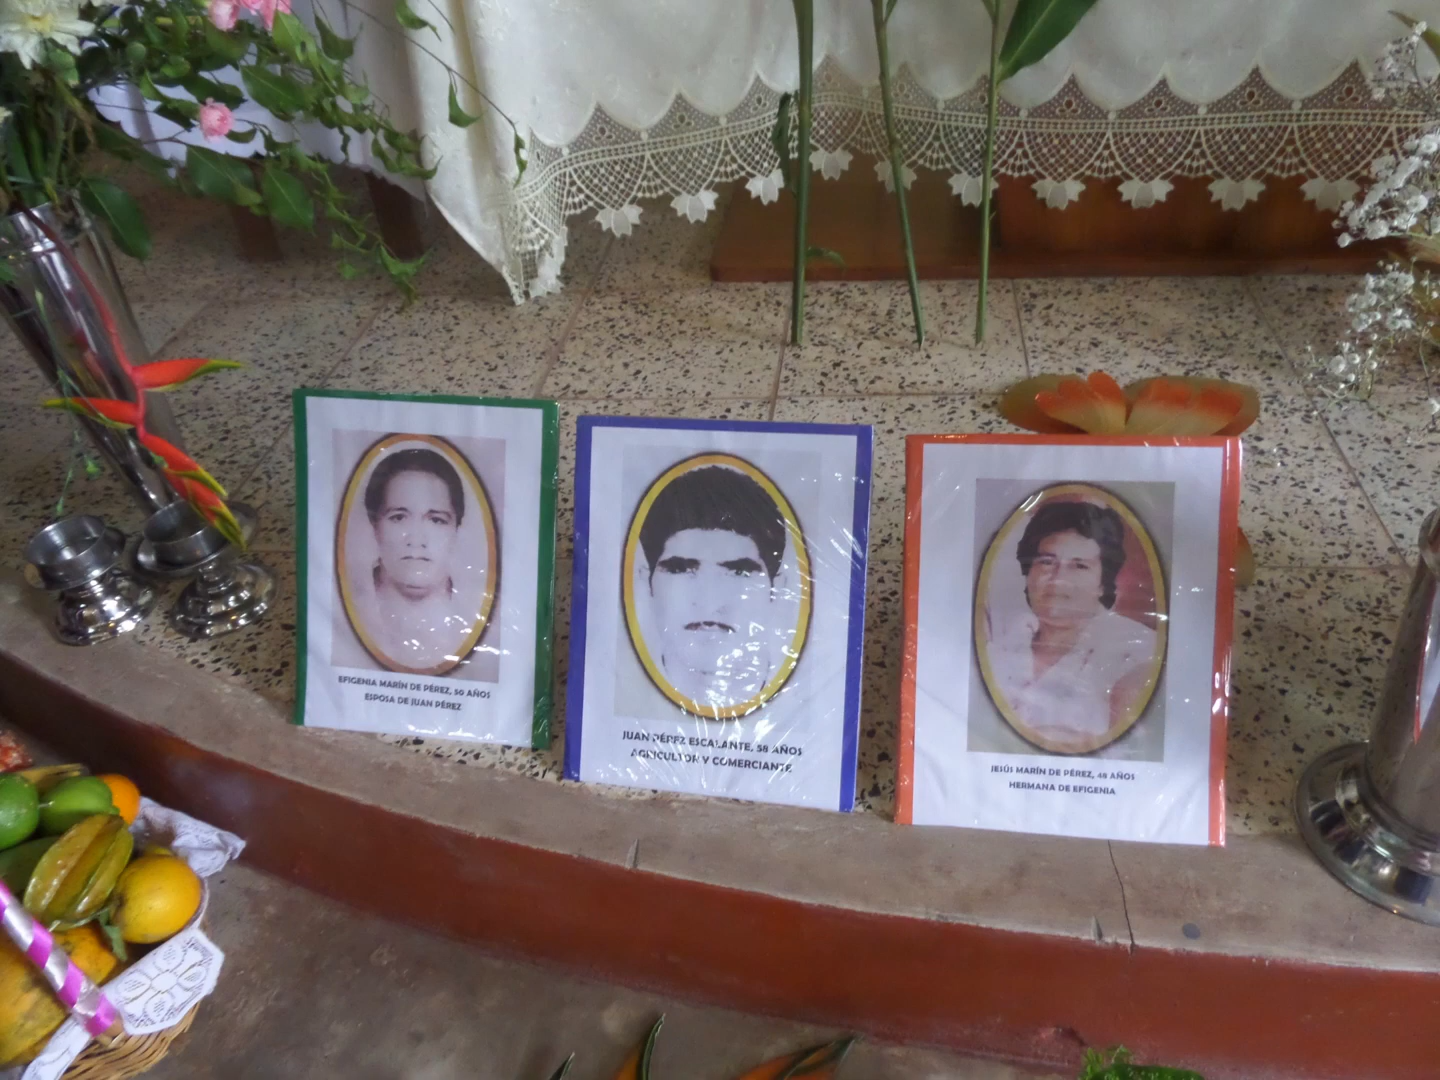 EFIGENIA MARÍN DE PÉREZ, 50 AÑOS
ESPOSA DE JUAN PÉREZ
JUAN PÉREZ ESCALANTE, 58 AÑOS
AGRICULTOR Y COMERCIANTE
JESÚS MARÍN DE PÉREZ, 48 AÑOS
HERMANA DE EFIGENIA